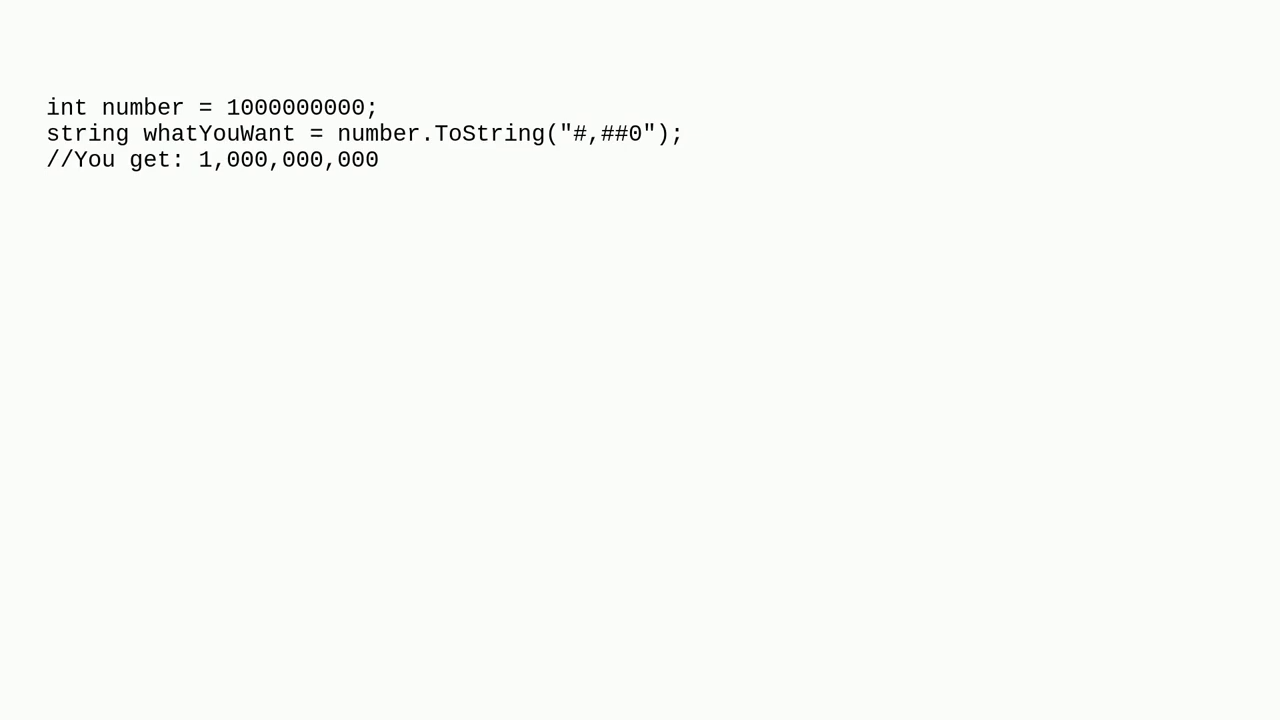 int number = 1000000000;
string whatYouWant = number.ToString("#,##0");
//You get: 1,000,000,000